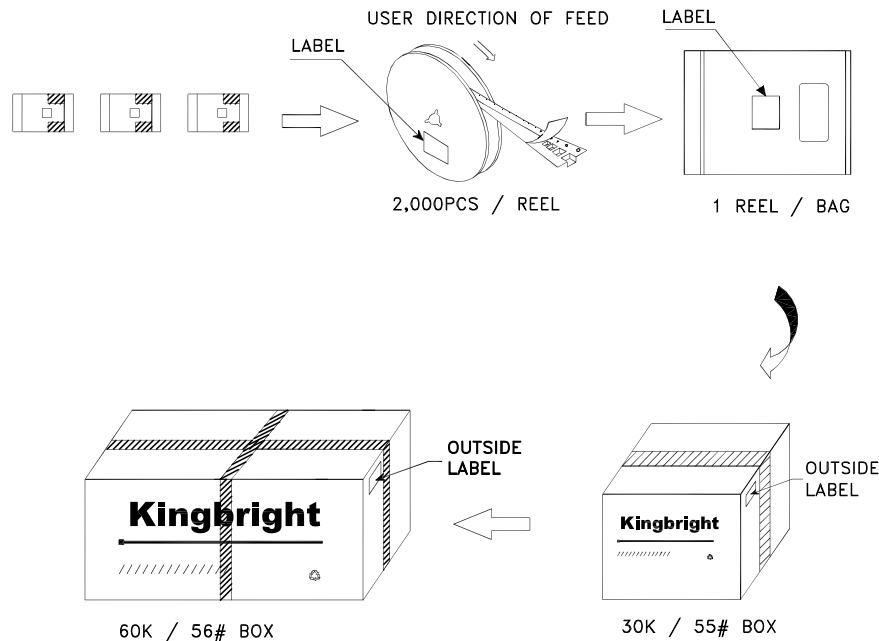 USER DIRECTION OF FEED
LABEL
LABEL
2,000PCS / REEL
1 REEL / BAG
OUTSIDE
LABEL
Kingbright
60K / 56# BOX
OUTSIDE
LABEL
Kingbright
30K / 55# BOX